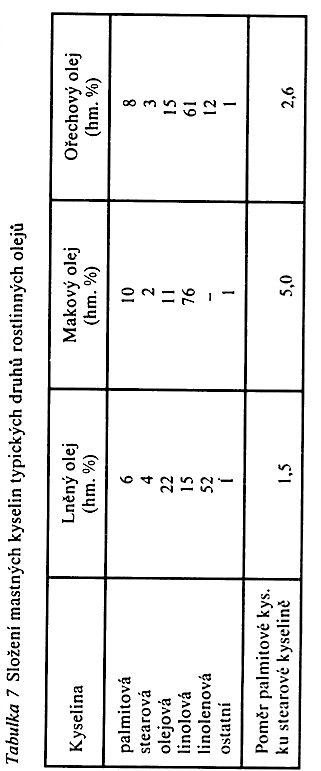 Tabulka 7 Složení mastných kyselin typických druhů rostlinných olejů
Kyselina Lněný olej (hm. %) Makový olej (hm. %) Ořechový olej (hm. %)
palmitová 6 10 8
stearová 4 2 3
olejová 22 11 15
linolová 15 76 61
linolenová 52 – 12
ostatní 1 1 1
Poměr palmitové kys. ku stearové kyselině 1,5 5,0 2,6